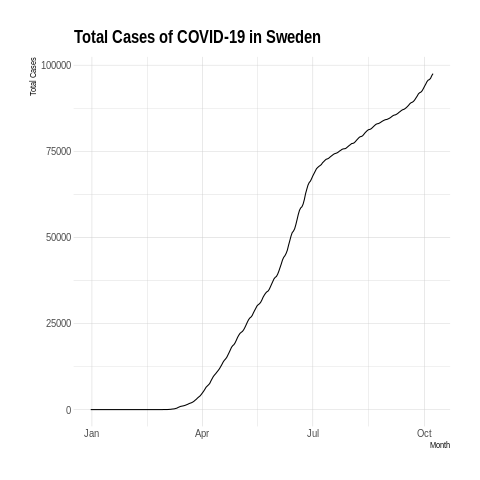 Total Cases of COVID-19 in Sweden
Total Cases
100000
75000
50000
25000
0
Jan Apr Jul Oct
Month